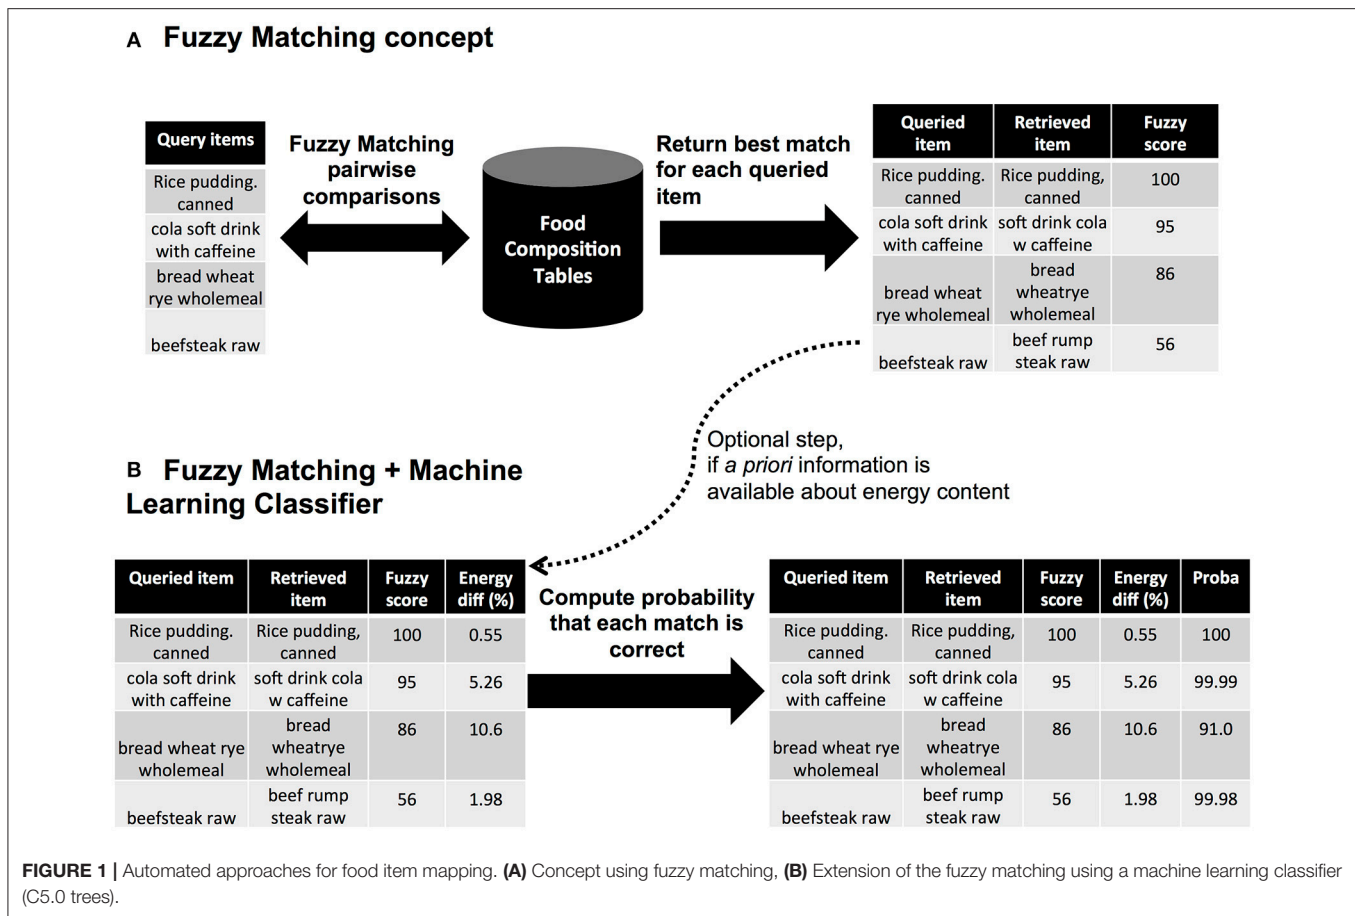 A Fuzzy Matching concept
Query items
Rice pudding.
canned
cola soft drink
with caffeine
bread wheat
rye wholemeal
beefsteak raw
Fuzzy Matching
pairwise
comparisons
Food
Composition
Tables
Return best match
for each queried
item
Queried
item
Retrieved
item
Fuzzy
score
Rice pudding.
canned
Rice pudding,
canned
100
cola soft drink
with caffeine
soft drink cola
w caffeine
95
bread wheat
rye wholemeal
bread
wheatrye
wholemeal
86
beefsteak raw
beef rump
steak raw
56
Optional step,
if a priori information is
available about energy content
B Fuzzy Matching + Machine
Learning Classifier
Queried item
Retrieved
item
Fuzzy
score
Energy
diff (%)
Rice pudding.
canned
Rice pudding,
canned
100
0.55
cola soft drink
with caffeine
soft drink cola
w caffeine
95
5.26
bread wheat rye
wholemeal
bread
wheatrye
wholemeal
86
10.6
beefsteak raw
beef rump
steak raw
56
1.98
Compute probability
that each match is
correct
Queried item
Retrieved
item
Fuzzy
score
Energy
diff (%)
Proba
Rice pudding.
canned
Rice pudding,
canned
100
0.55
100
cola soft drink
with caffeine
soft drink cola
w caffeine
95
5.26
99.99
bread wheat rye
wholemeal
bread
wheatrye
wholemeal
86
10.6
91.0
beefsteak raw
beef rump
steak raw
56
1.98
99.98
FIGURE 1 | Automated approaches for food item mapping. (A) Concept using fuzzy matching, (B) Extension of the fuzzy matching using a machine learning classifier
(C5.0 trees).